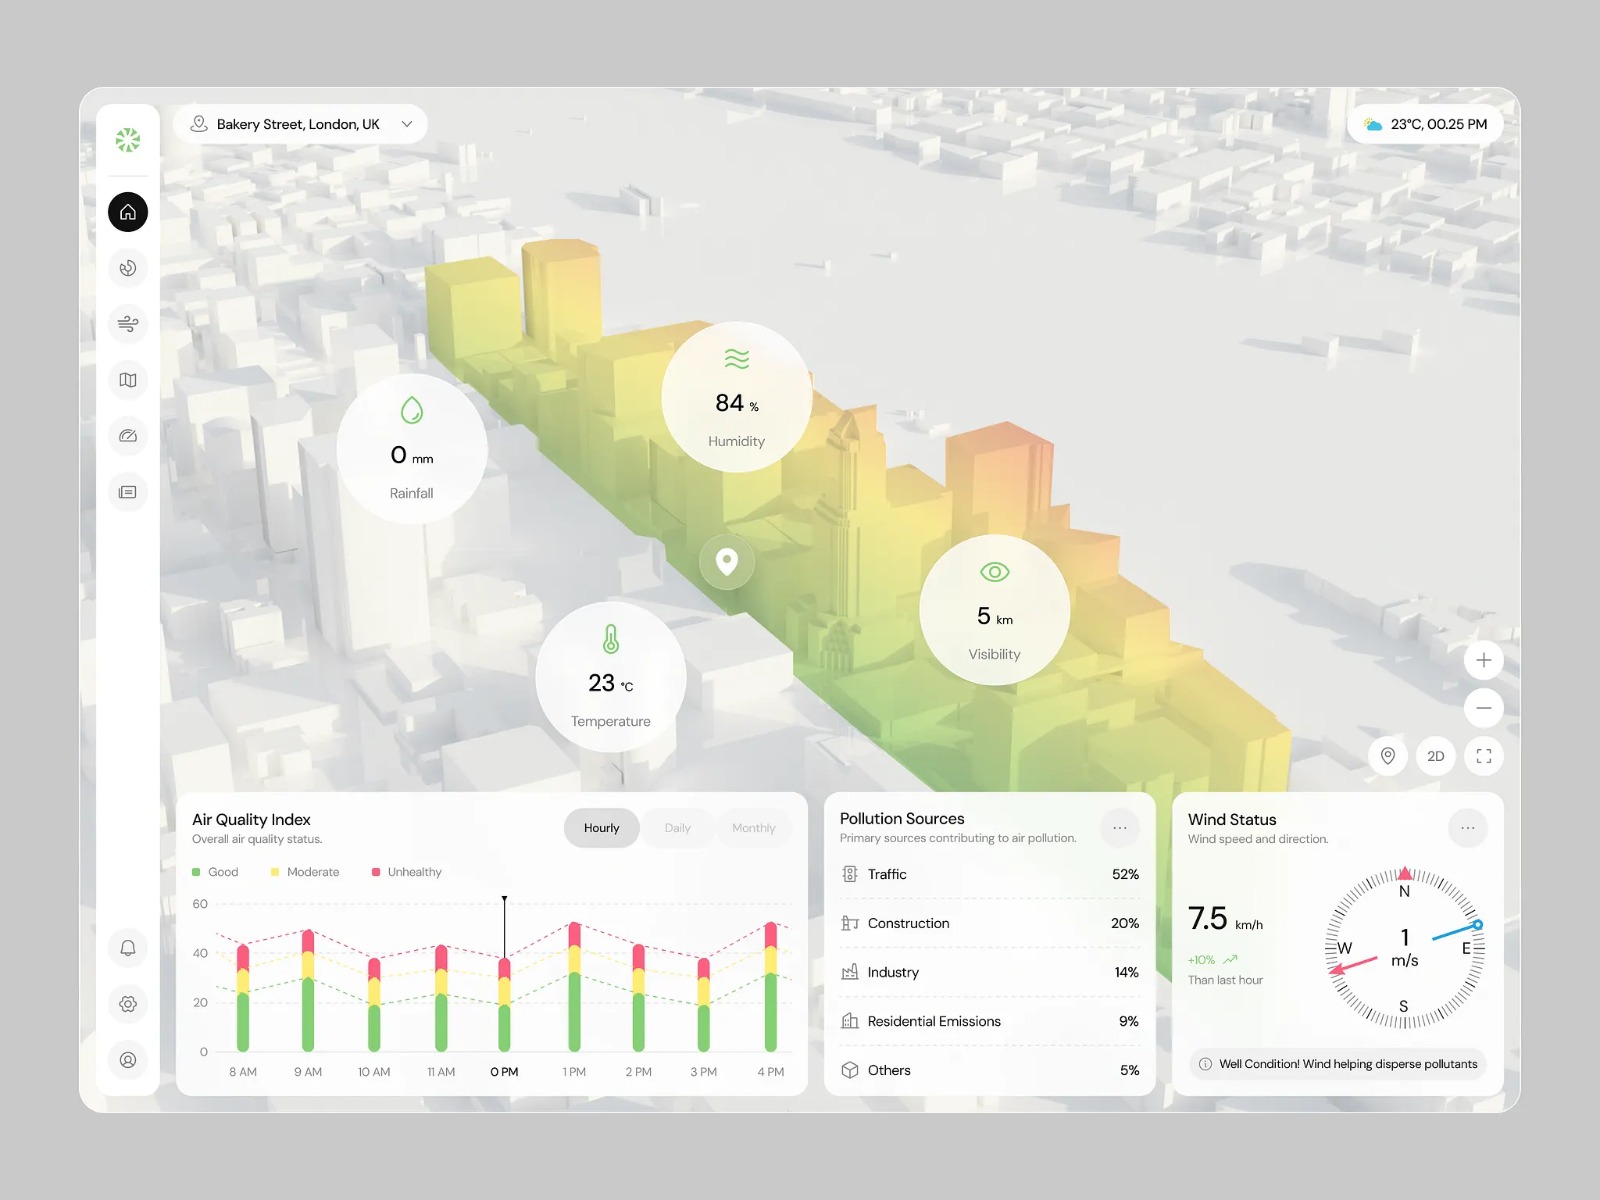 Bakery Street, London, UK
23°C, 00.25 PM
84 %
Humidity
0 mm
Rainfall
5 km
Visibility
23 °C
Temperature
2D
Air Quality Index
Overall air quality status.
Hourly
Daily
Monthly
Good
Moderate
Unhealthy
60
40
20
0
8 AM
9 AM
10 AM
11 AM
0 PM
1 PM
2 PM
3 PM
4 PM
Pollution Sources
Primary sources contributing to air pollution.
Traffic 52%
Construction 20%
Industry 14%
Residential Emissions 9%
Others 5%
Wind Status
Wind speed and direction.
7.5 km/h
+10%
Than last hour
N
W
1
m/s
E
S
Well Condition! Wind helping disperse pollutants